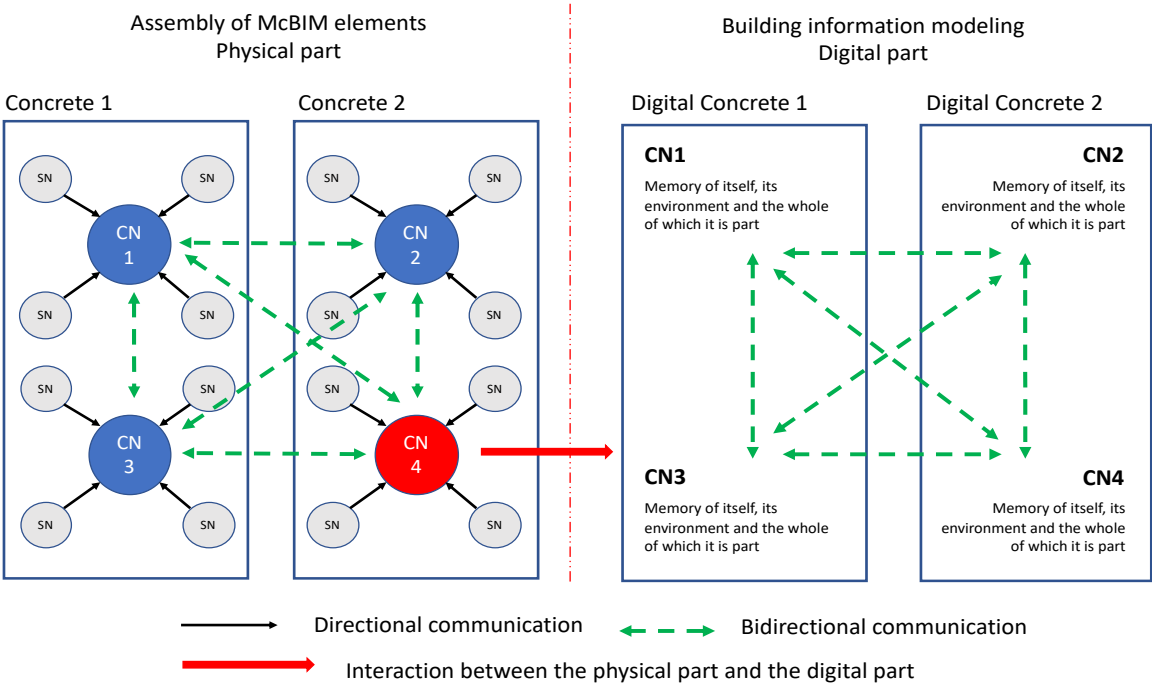 Assembly of McBIM elements
Physical part
Building information modeling
Digital part
Concrete 1
Concrete 2
Digital Concrete 1
Digital Concrete 2
SN
SN
SN
SN
CN
1
CN
2
SN
SN
SN
SN
SN
SN
SN
SN
CN
3
CN
4
SN
SN
SN
SN
CN1
Memory of itself, its
environment and the whole
of which it is part
CN2
Memory of itself, its
environment and the whole
of which it is part
CN3
Memory of itself, its
environment and the whole
of which it is part
CN4
Memory of itself, its
environment and the whole
of which it is part
Directional communication
Bidirectional communication
Interaction between the physical part and the digital part